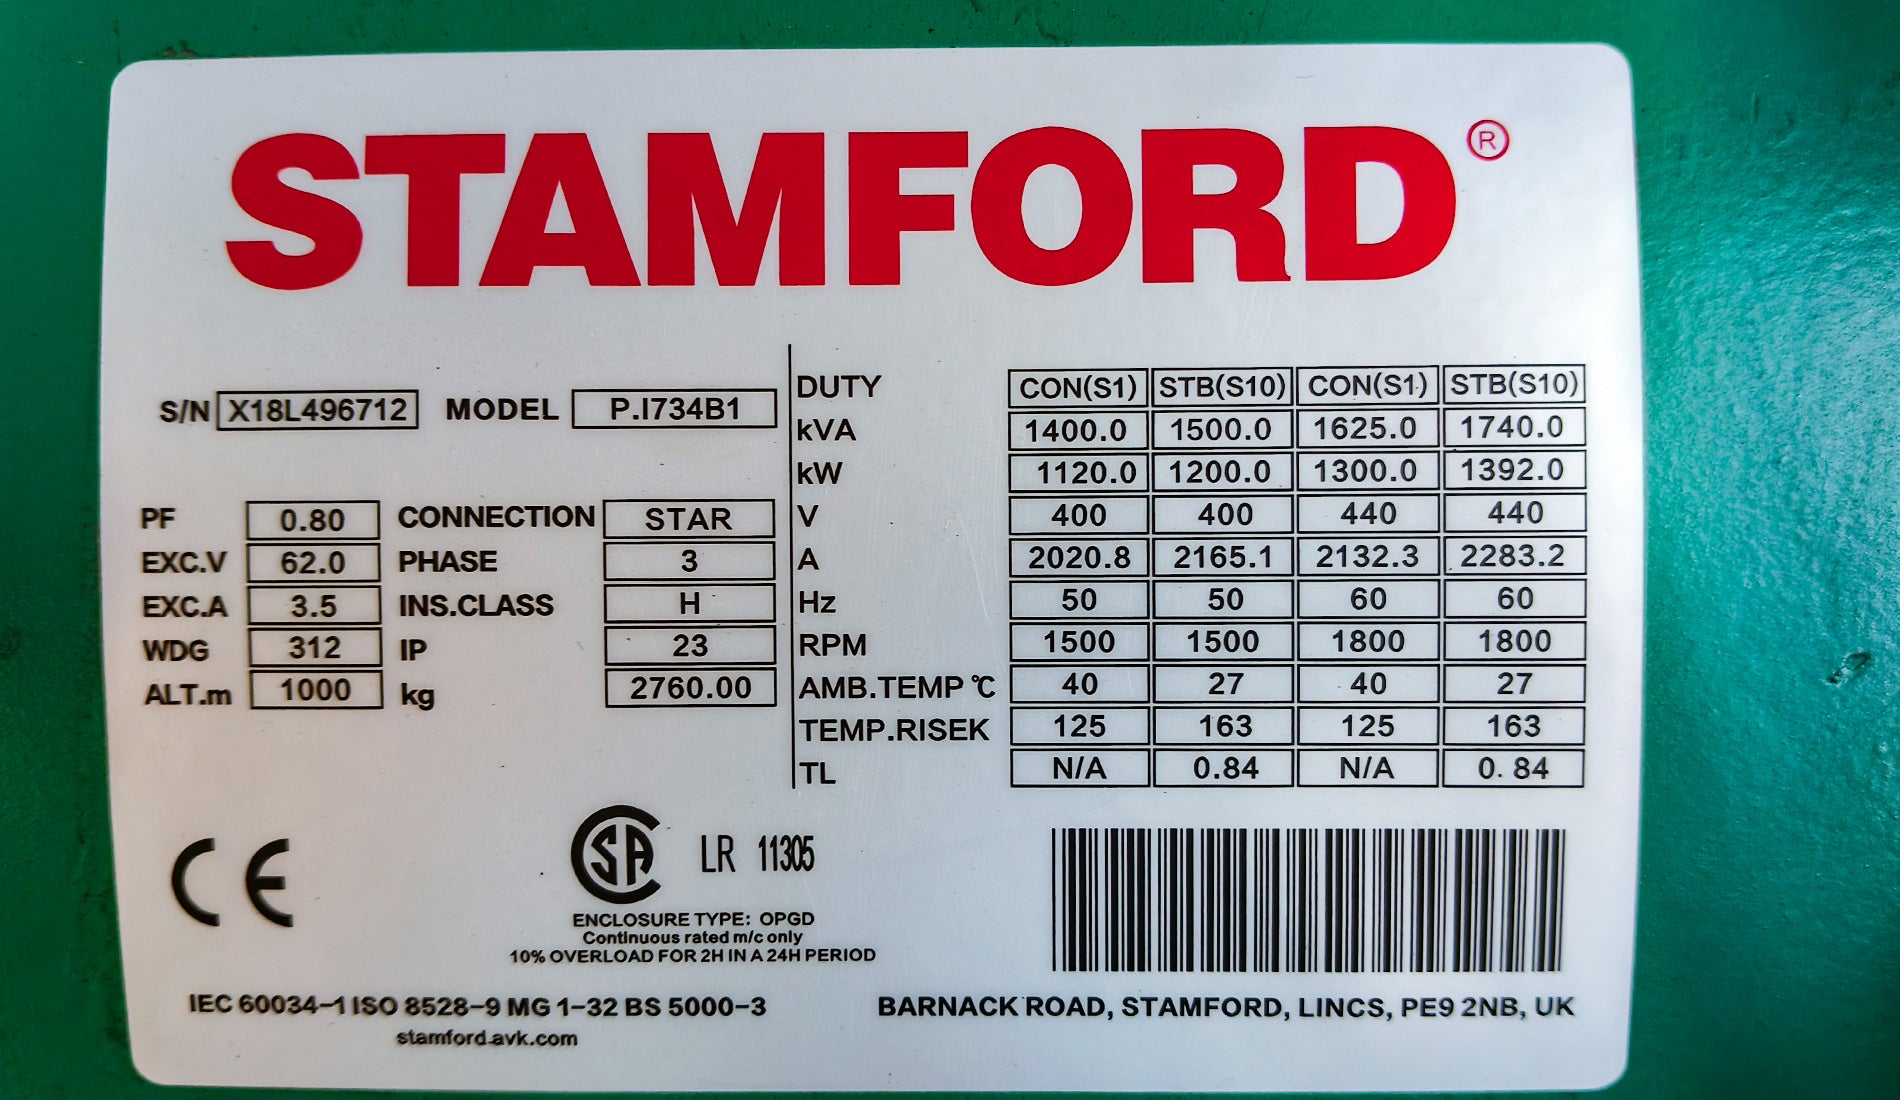 STAMFORD®
S/N X18L496712 MODEL P.I734B1
PF 0.80 CONNECTION STAR
EXC.V 62.0 PHASE 3
EXC.A 3.5 INS.CLASS H
WDG 312 IP 23
ALT.m 1000 kg 2760.00
DUTY CON(S1) STB(S10) CON(S1) STB(S10)
kVA 1400.0 1500.0 1625.0 1740.0
kW 1120.0 1200.0 1300.0 1392.0
V 400 400 440 440
A 2020.8 2165.1 2132.3 2283.2
Hz 50 50 60 60
RPM 1500 1500 1800 1800
AMB.TEMP ℃ 40 27 40 27
TEMP.RISEK 125 163 125 163
TL N/A 0.84 N/A 0.84
CE
CSA LR 11305
ENCLOSURE TYPE: OPGD
Continuous rated m/c only
10% OVERLOAD FOR 2H IN A 24H PERIOD
IEC 60034-1 ISO 8528-9 MG 1-32 BS 5000-3
stamford.avk.com
BARNACK ROAD, STAMFORD, LINCS, PE9 2NB, UK